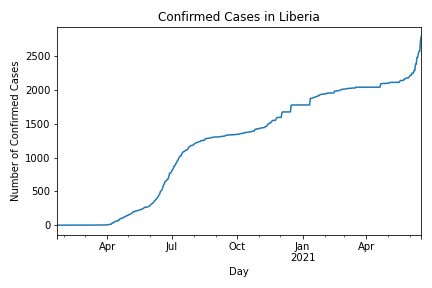 Confirmed Cases in Liberia
Number of Confirmed Cases
2500
2000
1500
1000
500
0
Apr
Jul
Oct
Jan
2021
Apr
Day